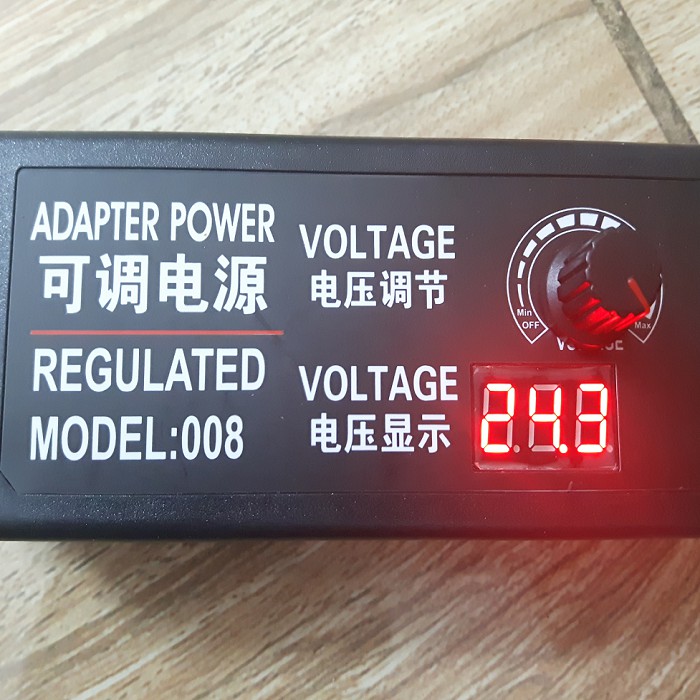 ADAPTER POWER
可调电源
REGULATED
MODEL:008
VOLTAGE
电压调节
Min
OFF
Max
VOLTAGE
电压显示
24.3